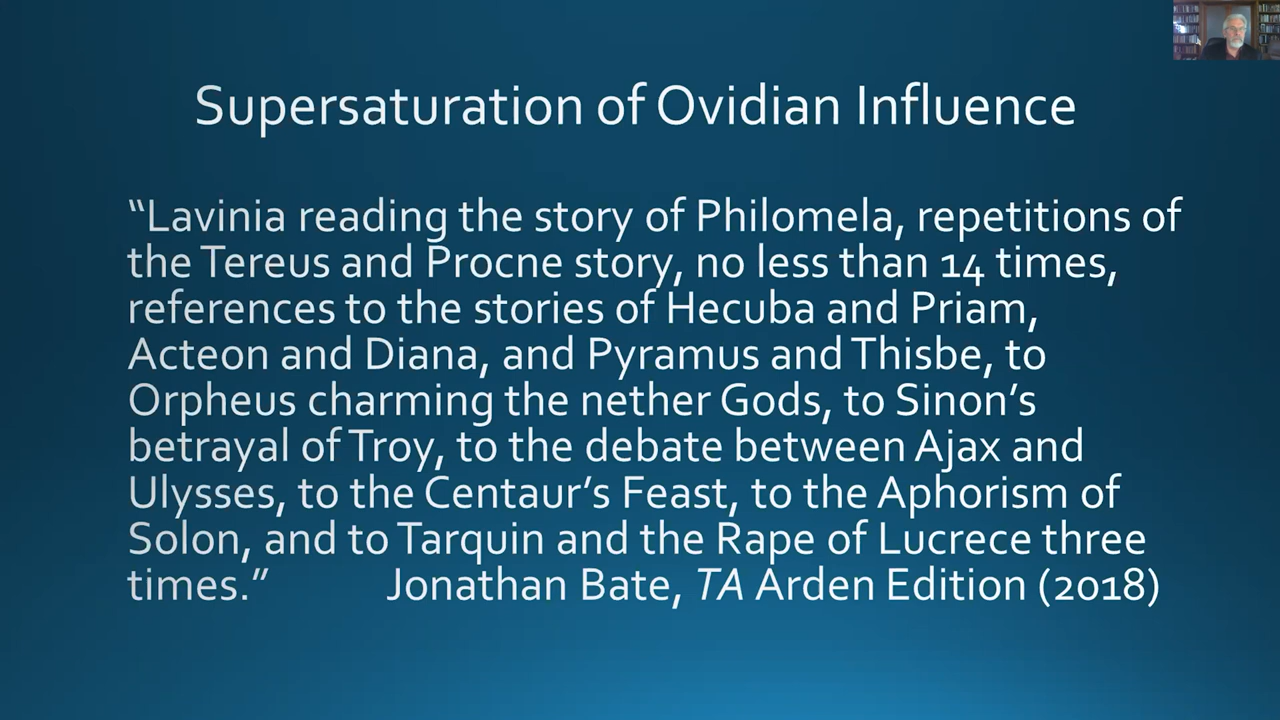 Supersaturation of Ovidian Influence
“Lavinia reading the story of Philomela, repetitions of
the Tereus and Procne story, no less than 14 times,
references to the stories of Hecuba and Priam,
Acteon and Diana, and Pyramus and Thisbe, to
Orpheus charming the nether Gods, to Sinon’s
betrayal of Troy, to the debate between Ajax and
Ulysses, to the Centaur’s Feast, to the Aphorism of
Solon, and to Tarquin and the Rape of Lucrece three
times.” Jonathan Bate, TA Arden Edition (2018)